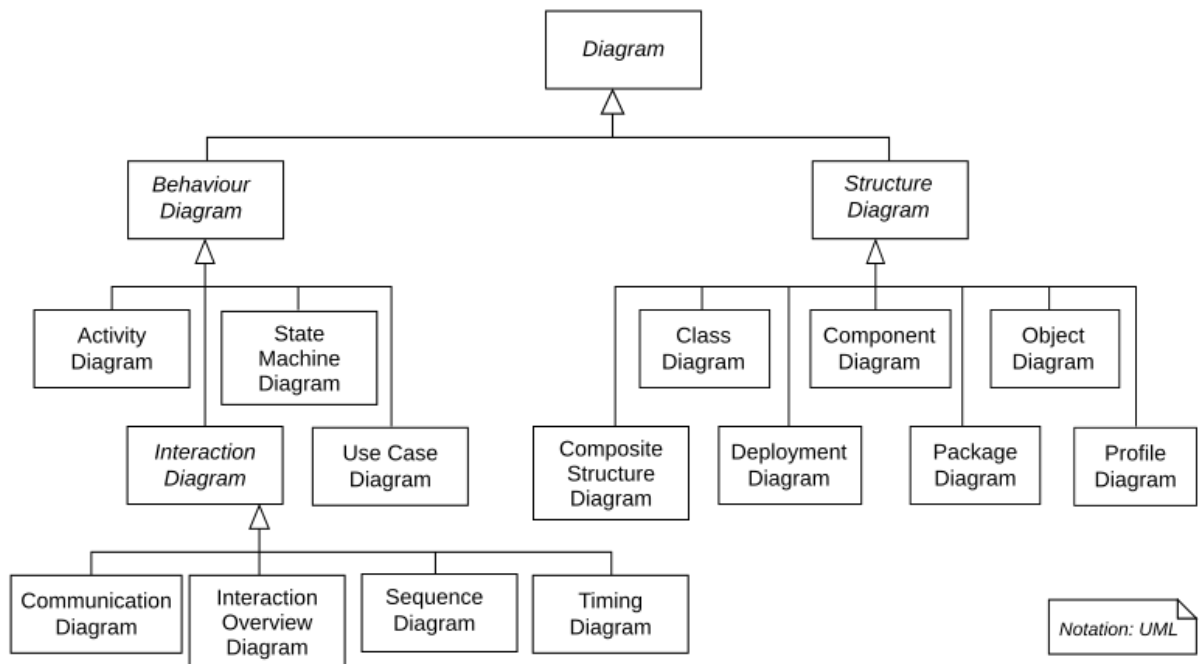 Diagram
Behaviour
Diagram
Structure
Diagram
Activity
Diagram
State
Machine
Diagram
Class
Diagram
Component
Diagram
Object
Diagram
Interaction
Diagram
Use Case
Diagram
Composite
Structure
Diagram
Deployment
Diagram
Package
Diagram
Profile
Diagram
Communication
Diagram
Interaction
Overview
Diagram
Sequence
Diagram
Timing
Diagram
Notation: UML